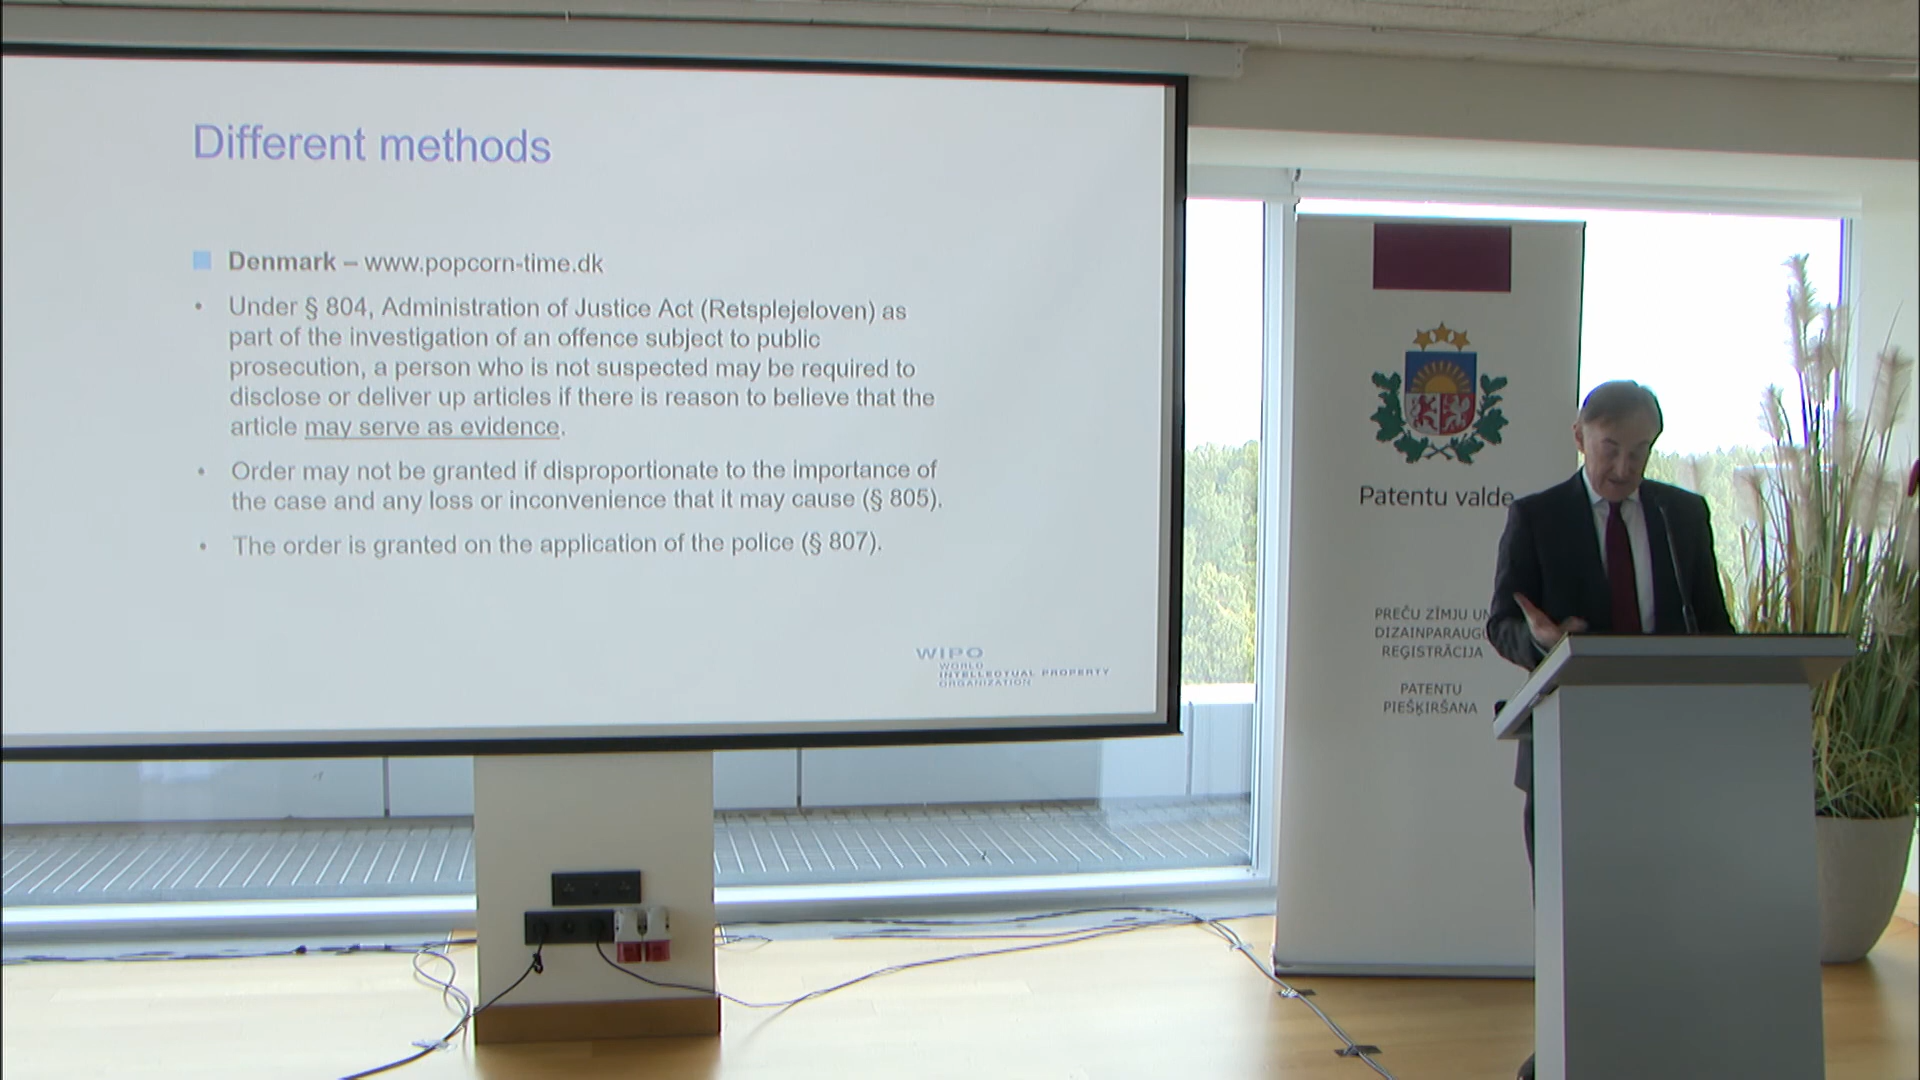 Different methods
Denmark – www.popcorn-time.dk
• Under § 804, Administration of Justice Act (Retsplejeloven) as
part of the investigation of an offence subject to public
prosecution, a person who is not suspected may be required to
disclose or deliver up articles if there is reason to believe that the
article may serve as evidence.
• Order may not be granted if disproportionate to the importance of
the case and any loss or inconvenience that it may cause (§ 805).
• The order is granted on the application of the police (§ 807).
WIPO
WORLD
INTELLECTUAL PROPERTY
ORGANIZATION
Patentu valde
PREČU ZĪMJU UN
DIZAINPARAUGU
REĢISTRĀCIJA
PATENTU
PIEŠĶIRŠANA